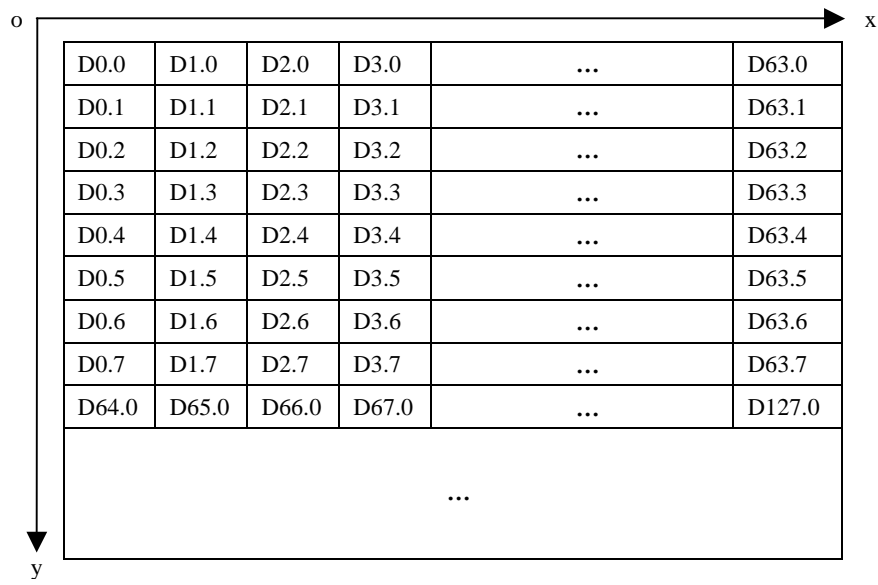 o x
D0.0 D1.0 D2.0 D3.0 ... D63.0
D0.1 D1.1 D2.1 D3.1 ... D63.1
D0.2 D1.2 D2.2 D3.2 ... D63.2
D0.3 D1.3 D2.3 D3.3 ... D63.3
D0.4 D1.4 D2.4 D3.4 ... D63.4
D0.5 D1.5 D2.5 D3.5 ... D63.5
D0.6 D1.6 D2.6 D3.6 ... D63.6
D0.7 D1.7 D2.7 D3.7 ... D63.7
D64.0 D65.0 D66.0 D67.0 ... D127.0
...
y